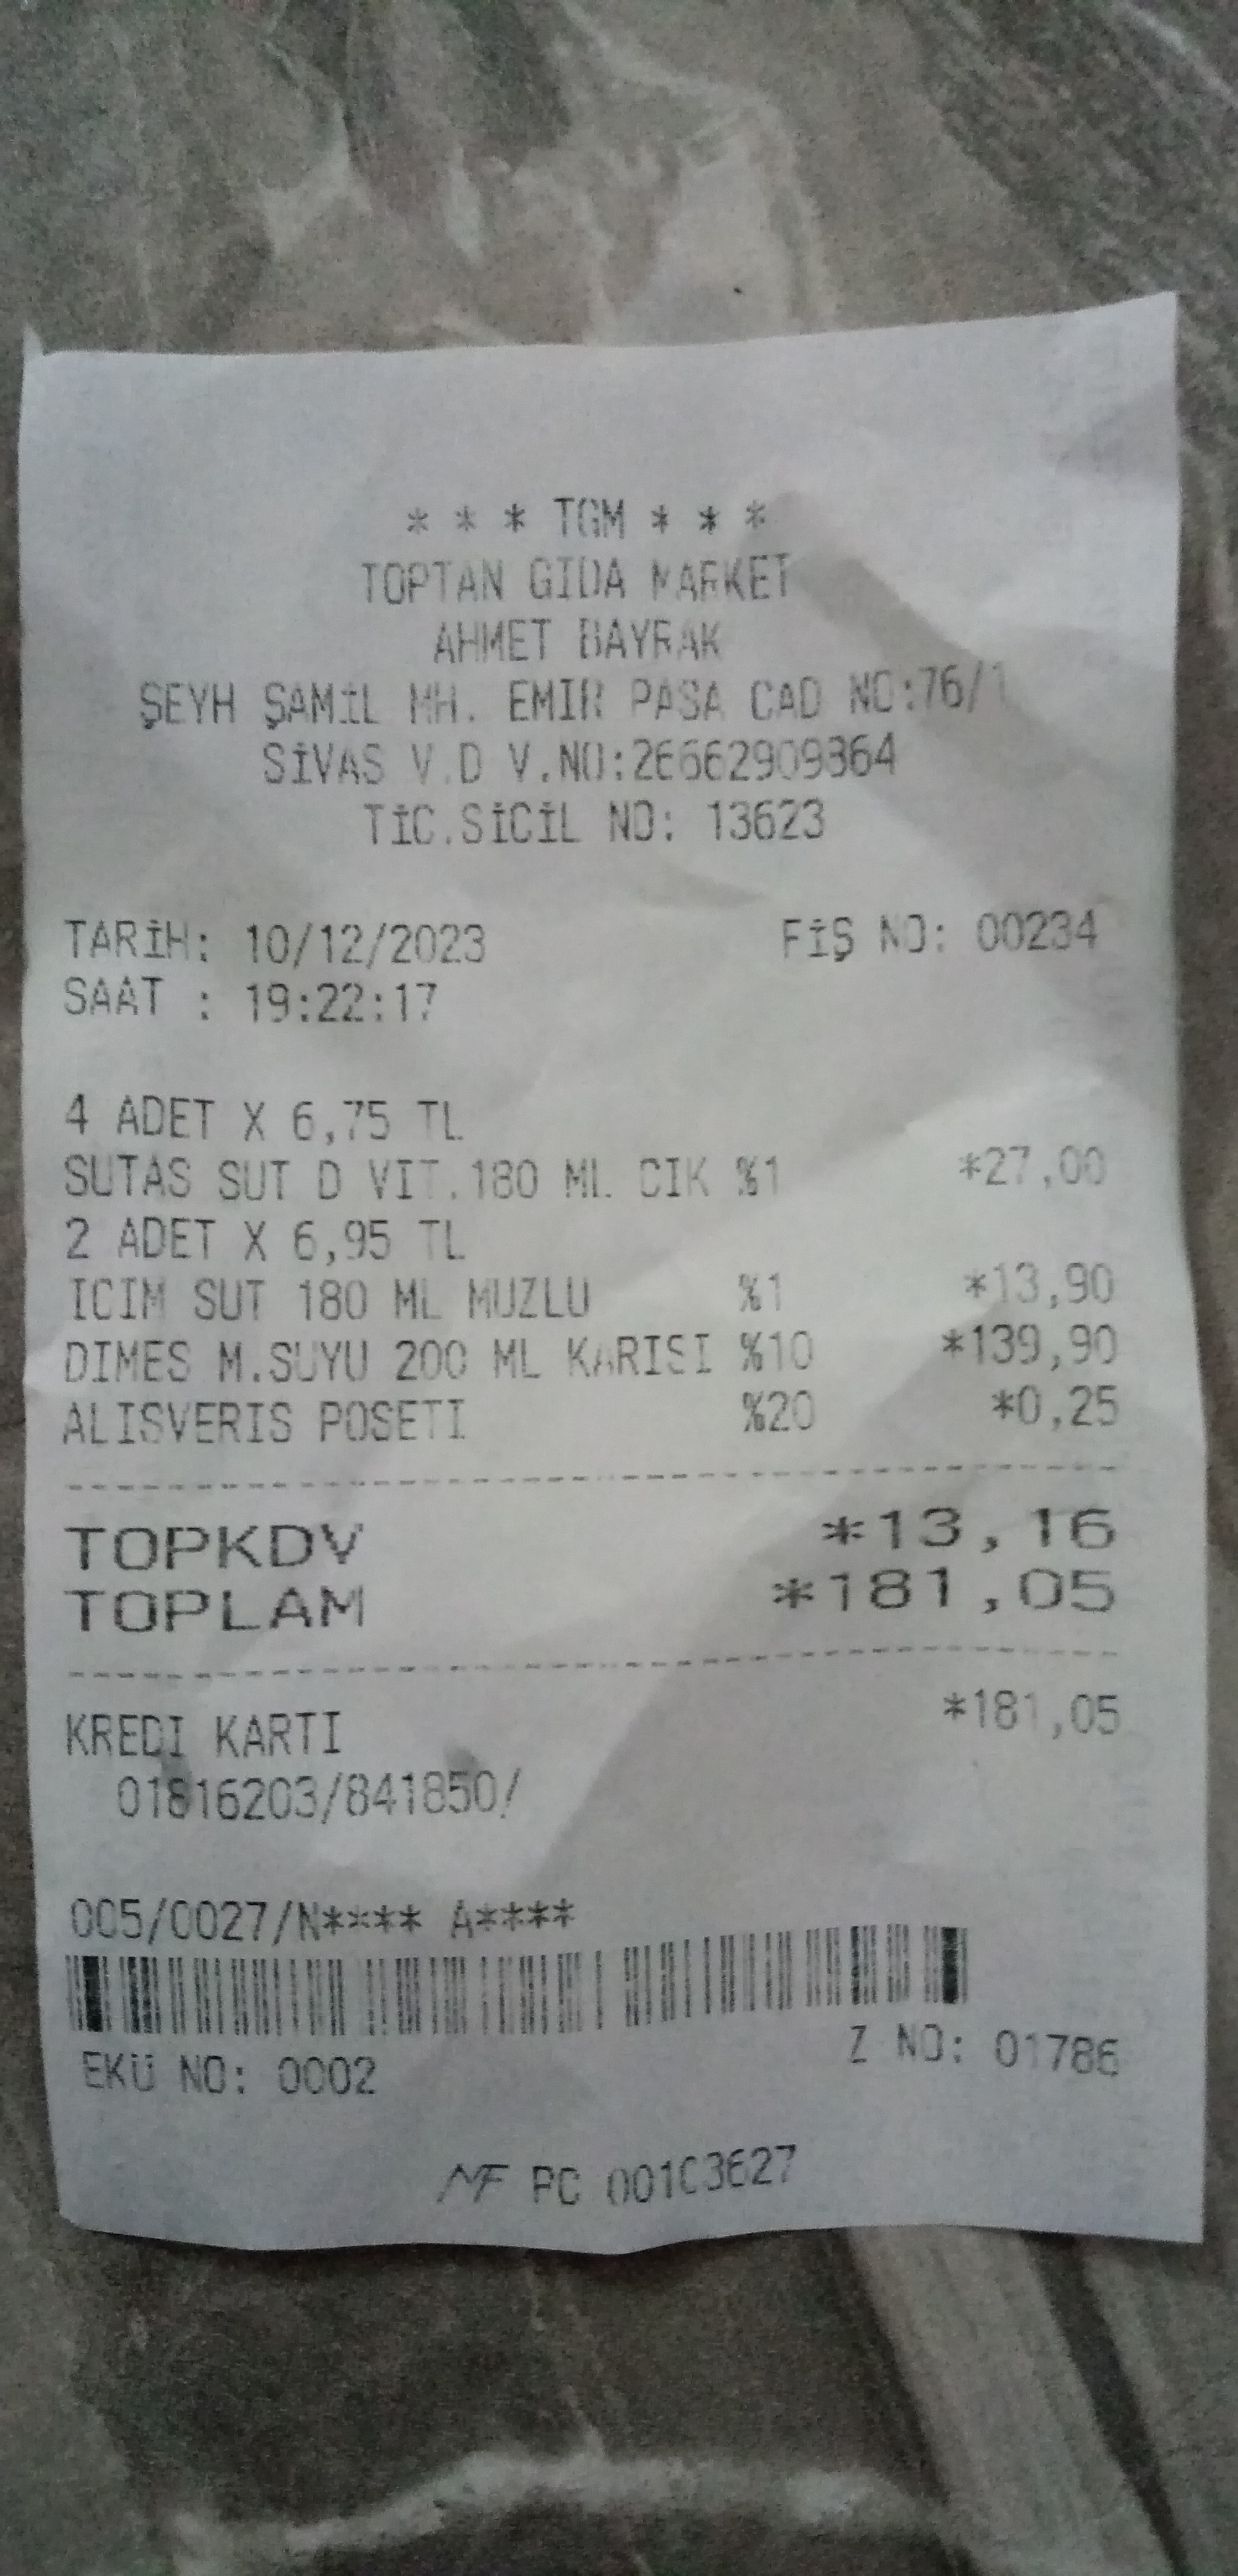 * * * TGM * * *
TOPTAN GIDA MARKET
AHMET BAYRAK
ŞEYH ŞAMİL MH. EMIR PASA CAD NO:76/1
SİVAS V.D V.NO:26662909364
TİC.SİCİL NO: 13623
TARİH: 10/12/2023 FİŞ NO: 00234
SAAT : 19:22:17
4 ADET X 6,75 TL
SUTAS SUT D VIT.180 ML CIK %1 *27,00
2 ADET X 6,95 TL
ICIM SUT 180 ML MUZLU %1 *13,90
DIMES M.SUYU 200 ML KARISI %10 *139,90
ALISVERIS POSETI %20 *0,25
TOPKDV *13,16
TOPLAM *181,05
KREDI KARTI *181,05
01816203/841850/
005/0027/N**** A****
EKÜ NO: 0002 Z NO: 01786
MF PC 00103627